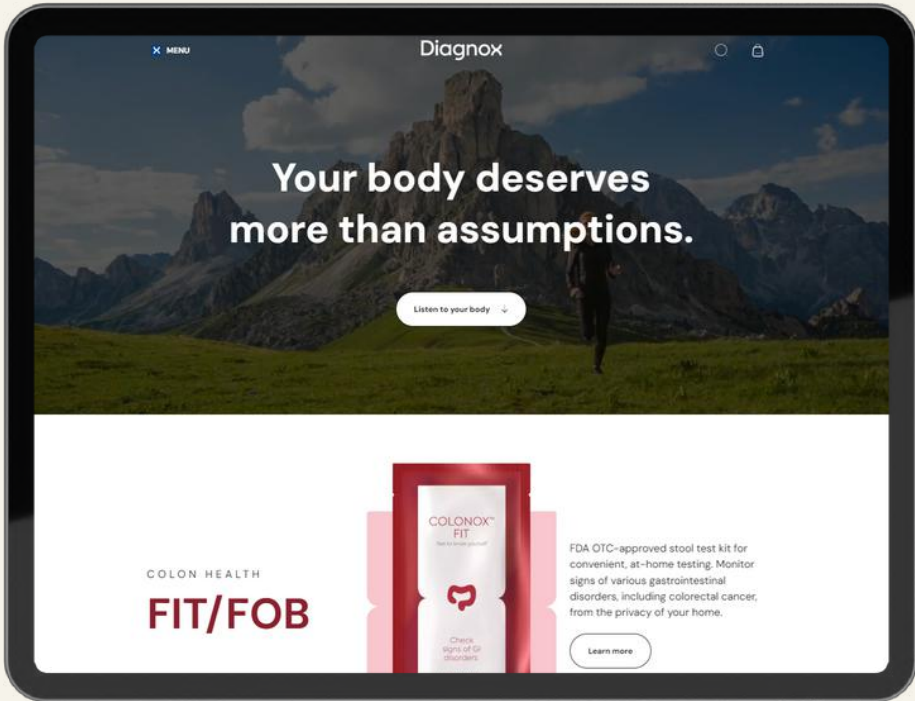 MENU
Diagnox
Your body deserves
more than assumptions.
Listen to your body
COLON HEALTH
FIT/FOB
COLONOX™
FIT
Check
signs of GI
disorders
FDA OTC-approved stool test kit for
convenient, at-home testing. Monitor
signs of various gastrointestinal
disorders, including colorectal cancer,
from the privacy of your home.
Learn more